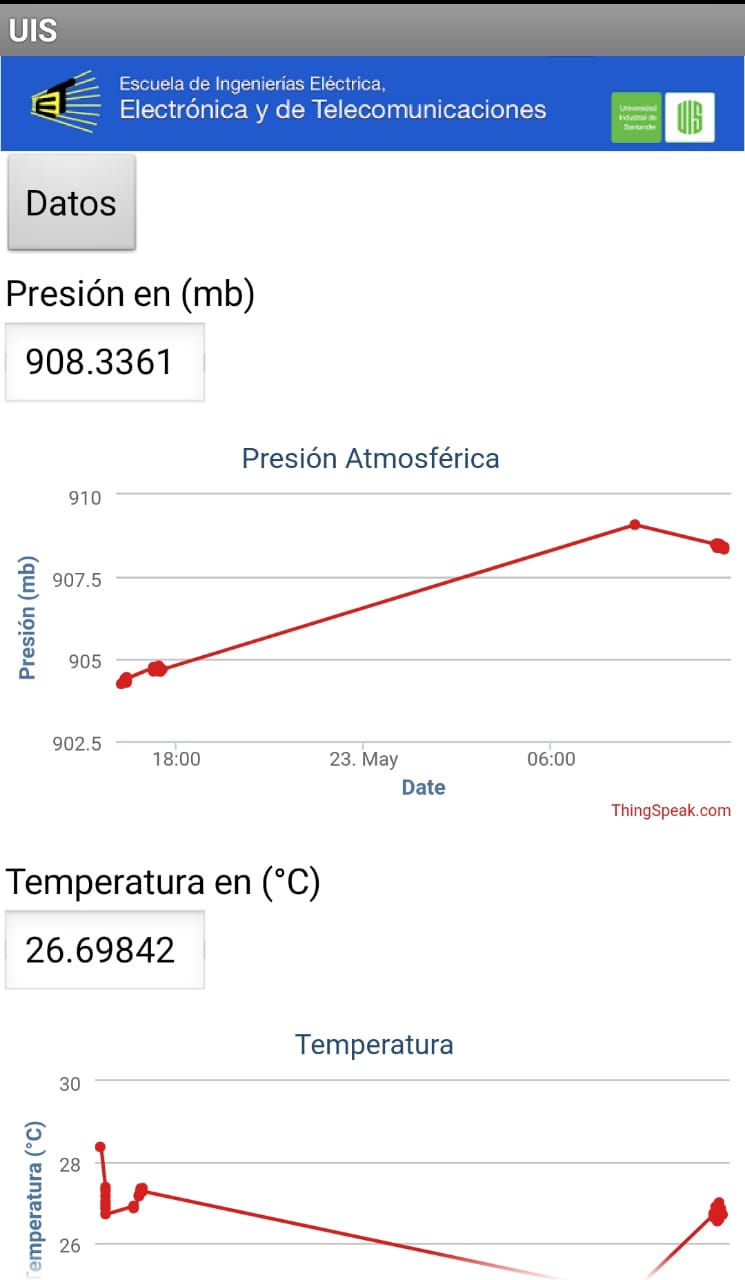 UIS
Escuela de Ingenierías Eléctrica,
Electrónica y de Telecomunicaciones
Universidad
Industrial de
Santander
UIS
Datos
Presión en (mb)
908.3361
Presión Atmosférica
910
907.5
905
902.5
Presión (mb)
18:00
23. May
06:00
Date
ThingSpeak.com
Temperatura en (°C)
26.69842
Temperatura
30
28
26
Temperatura (°C)